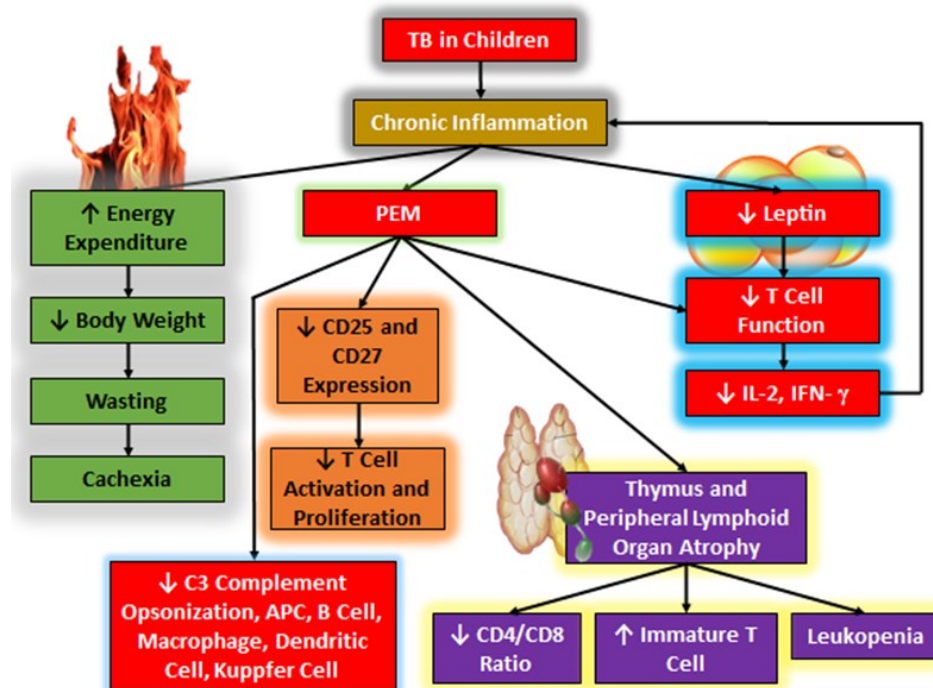 TB in Children
Chronic Inflammation
↑ Energy
Expenditure
↓ Body Weight
Wasting
Cachexia
PEM
↓ CD25 and
CD27
Expression
↓ T Cell
Activation and
Proliferation
↓ C3 Complement
Opsonization, APC, B Cell,
Macrophage, Dendritic
Cell, Kuppfer Cell
↓ Leptin
↓ T Cell
Function
↓ IL-2, IFN- γ
Thymus and
Peripheral Lymphoid
Organ Atrophy
↓ CD4/CD8
Ratio
↑ Immature T
Cell
Leukopenia